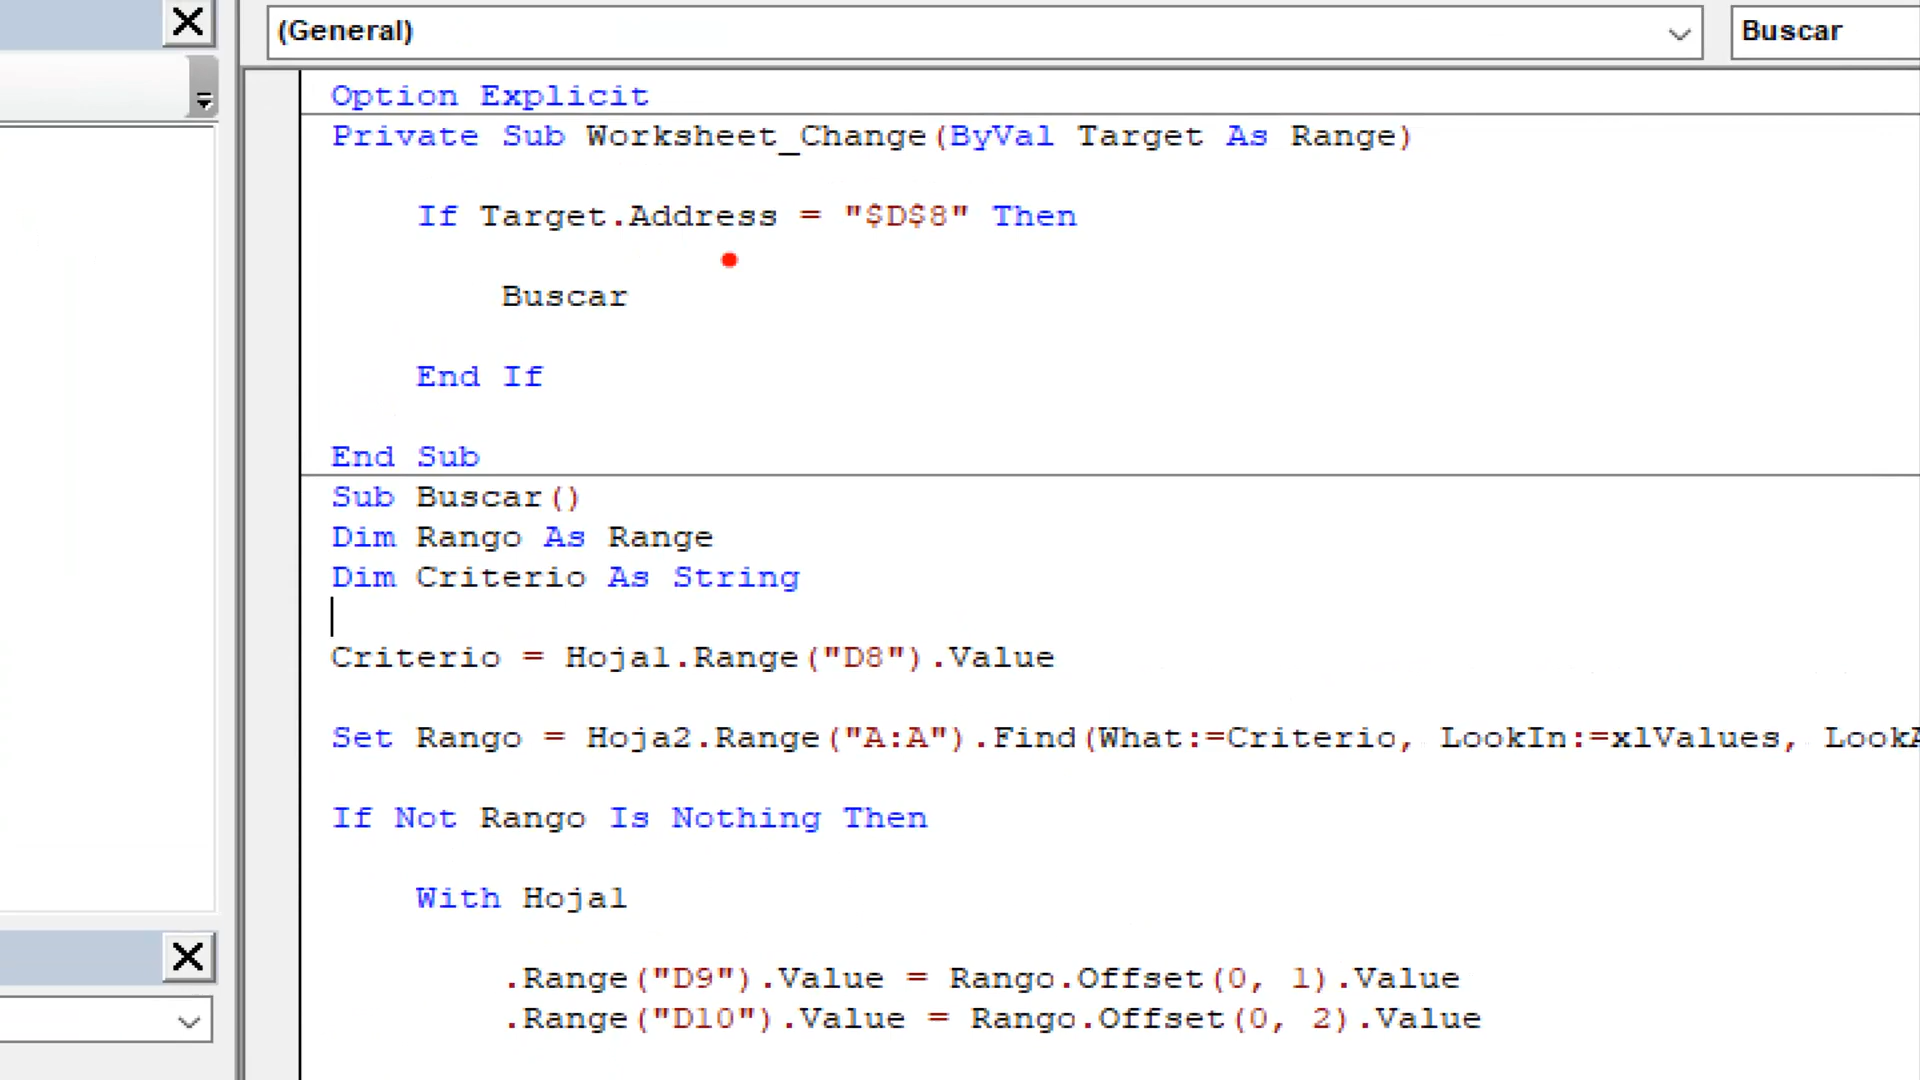 (General)
Buscar
Option Explicit
Private Sub Worksheet_Change(ByVal Target As Range)
If Target.Address = "$D$8" Then
Buscar
End If
End Sub
Sub Buscar()
Dim Rango As Range
Dim Criterio As String
Criterio = Hoja1.Range("D8").Value
Set Rango = Hoja2.Range("A:A").Find(What:=Criterio, LookIn:=xlValues, LookA
If Not Rango Is Nothing Then
With Hoja1
.Range("D9").Value = Rango.Offset(0, 1).Value
.Range("D10").Value = Rango.Offset(0, 2).Value